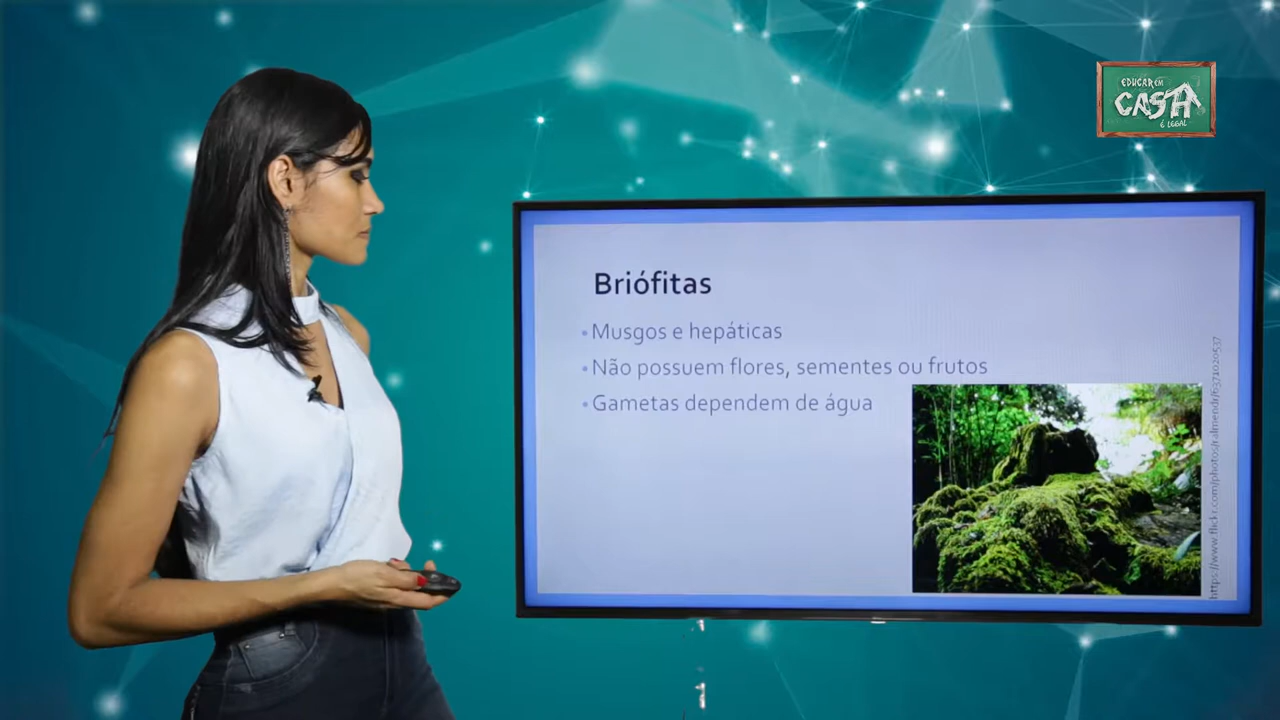 EDUCAR EM
CASA
É LEGAL
Briófitas
• Musgos e hepáticas
• Não possuem flores, sementes ou frutos
• Gametas dependem de água